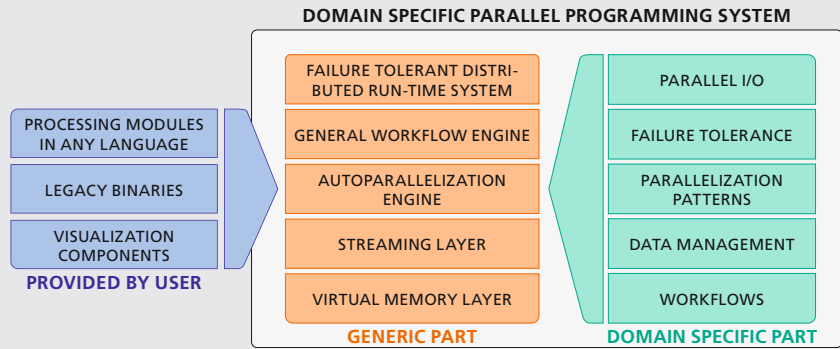 DOMAIN SPECIFIC PARALLEL PROGRAMMING SYSTEM
PROCESSING MODULES
IN ANY LANGUAGE
LEGACY BINARIES
VISUALIZATION
COMPONENTS
PROVIDED BY USER
FAILURE TOLERANT DISTRI-
BUTED RUN-TIME SYSTEM
GENERAL WORKFLOW ENGINE
AUTOPARALLELIZATION
ENGINE
STREAMING LAYER
VIRTUAL MEMORY LAYER
GENERIC PART
PARALLEL I/O
FAILURE TOLERANCE
PARALLELIZATION
PATTERNS
DATA MANAGEMENT
WORKFLOWS
DOMAIN SPECIFIC PART